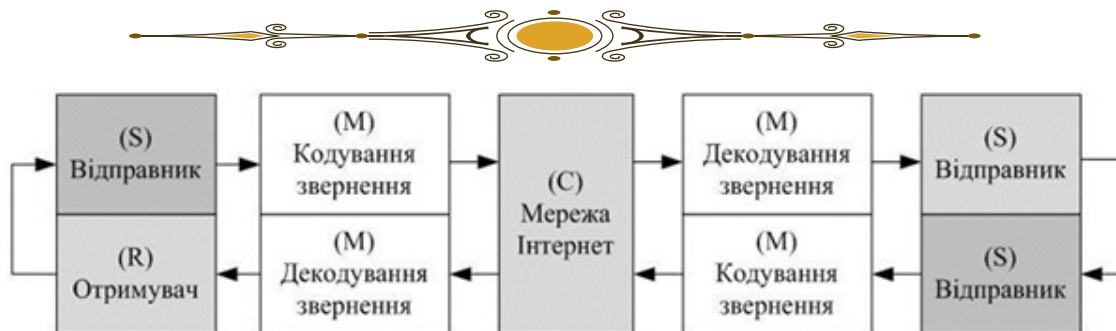 (S)
Відправник
(M)
Кодування
звернення
(C)
Мережа
Інтернет
(M)
Декодування
звернення
(S)
Відправник
(R)
Отримувач
(M)
Декодування
звернення
(M)
Кодування
звернення
(S)
Відправник